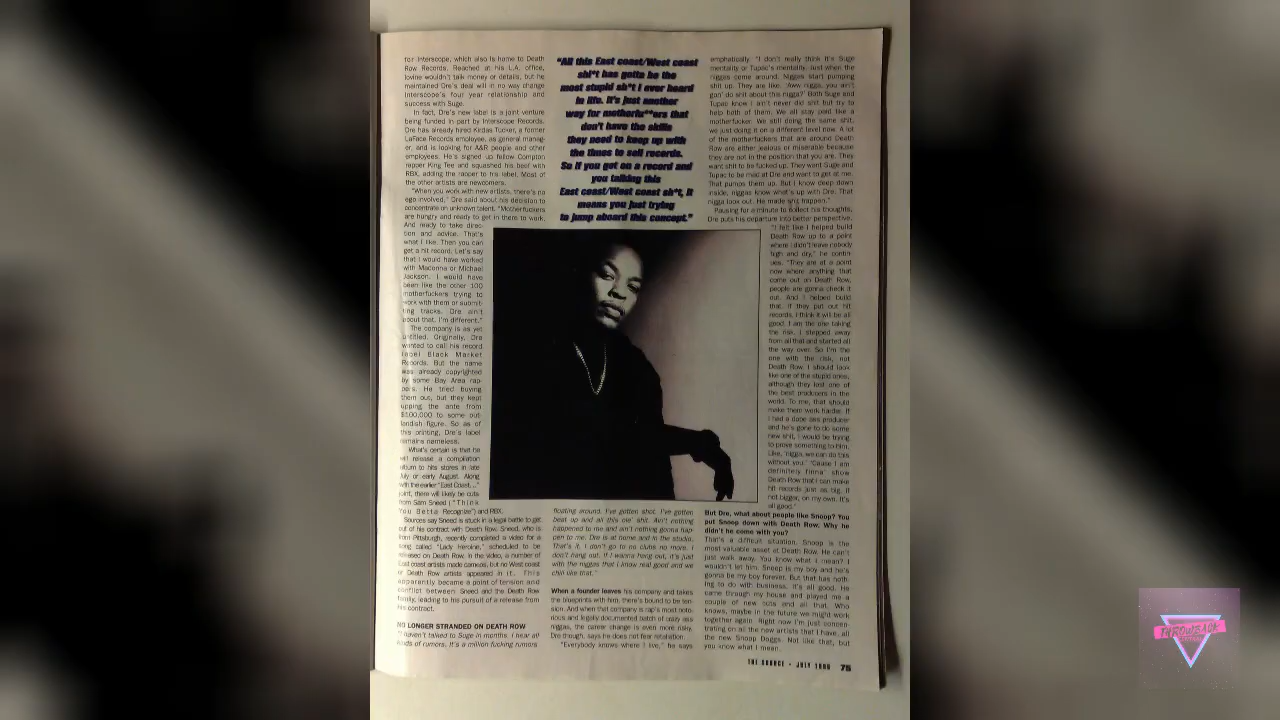 for Interscope, which also is home to Death
Row Records. Reached at his L.A. office,
Iovine wouldn't talk money or details, but he
maintained Dre's deal will in no way change
Interscope's four year relationship and
success with Suge.
In fact, Dre's new label is a joint venture
being funded in part by Interscope Records.
Dre has already hired Kirdas Tucker, a former
LaFace Records employee, as general manag-
er, and is looking for A&R people and other
employees. He's signed up fellow Compton
rapper King Tee and squashed his beef with
RBX, adding the rapper to his label. Most of
the other artists are newcomers.
"When you work with new artists, there's no
ego involved," Dre said about his decision to
concentrate on unknown talent. "Motherfuckers
are hungry and ready to get in there to work.
And ready to take direc-
tion and advise. That's
what I like. Then you can
get a hit record. Let's say
that I would have worked
with Madonna or Michael
Jackson. I would have
been like the other 100
motherfuckers trying to
work with them or submit-
ting tracks. Dre ain't
about that. I'm different."
The company is as yet
untitled. Originally, Dre
wanted to call his record
label Black Market
Records. But the name
was already copyrighted
by some Bay Area rap-
pers. He tried buying
them out, but they kept
upping the ante from
$100,000 to some out-
landish figure. So as of
this printing, Dre's label
remains nameless.
What's certain is that he
will release a compilation
album to hits stores in late
July or early August. Along
with the earlier "East Coast..."
joint, there will likely be cuts
from Sam Sneed ("Think
You Betta Recognize") and RBX.
Sources say Sneed is stuck in a legal battle to get
out of his contract with Death Row. Sneed, who is
from Pittsburgh, recently completed a video for a
song called "Lady Heroine," scheduled to be
released on Death Row. In the video, a number of
East coast artists made cameos, but no West coast
or Death Row artists appeared in it. This
apparently became a point of tension and
conflict between Sneed and the Death Row
family, leading to his pursuit of a release from
his contract.
NO LONGER STRANDED ON DEATH ROW
"I haven't talked to Suge in months. I hear all
kinds of rumors. It's a million fucking rumors
"All this East coast/West coast
sh*t has gotta be the
most stupid sh*t I ever heard
in life. It's just another
way for motherfu**ers that
don't have the skills
they need to keep up with
the times to sell records.
So if you get on a record and
you talking this
East coast/West coast sh*t, it
means you just trying
to jump aboard this concept."
floating around. I've gotten shot. I've gotten
beat up and all this ole' shit. Ain't nothing
happened to me and ain't nothing gonna hap-
pen to me. Dre is at home and in the studio.
That's it. I don't go to no clubs no more. I
don't hang out. If I wanna hang out, it's just
with the niggas that I know real good and we
chin like that."
When a founder leaves his company and takes
the blueprints with him, there's bound to be ten-
sion. And when that company is rap's most noto-
rious and legally documented batch of crazy ass
niggas, the career change is even more risky.
Dre though, says he does not fear retaliation.
"Everybody knows where I live," he says
emphatically. "I don't really think it's Suge
mentality or Tupac's mentality. Just when the
niggas come around. Niggas start pumping
shit up. They are like, 'Aww nigga, you ain't
gon' do shit about this nigga?' Both Suge and
Tupac know I ain't never did shit but try to
help both of them. We all stay paid like a
motherfucker. We still doing the same shit,
we just doing it on a different level now. A lot
of the motherfuckers that are around Death
Row are either jealous or miserable because
they are not in the position that you are. They
want shit to be fucked up. They want Suge and
Tupac to be mad at Dre and want to get at me.
That pumps them up. But I know deep down
inside, nigga know what's up with Dre. That
nigga look out. He made shit happen."
Pausing for a minute to collect his thoughts,
Dre puts his departure into better perspective.
"I felt like I helped build
Death Row up to a point
where I didn't leave nobody
high and dry," he contin-
ues. "They are at a point
now where anything that
come out on Death Row,
people are gonna check it
out. And I helped build
that. If they put out hit
records, I think it will be all
good. I am the one taking
the risk. I stepped away
from all that and started all
the way over. So I'm the
one with the risk, not
Death Row. I should look
like one of the stupid ones,
although they lost one of
the best producers in the
world. To me, that should
make them work harder. If
I had a dope ass producer
and he's gone to do some
new shit, I would be trying
to prove something to him.
Like, 'nigga, we can do this
without you.' 'Cause I am
definitely finna' show
Death Row that I can make
hit records just as big, if
not bigger, on my own. It's
all good."
But Dre, what about people like Snoop? You
put Snoop down with Death Row. Why he
didn't he come with you?
That's a difficult situation. Snoop is the
most valuable asset at Death Row. He can't
just walk away. You know what I mean? I
wouldn't let him. Snoop is my boy and he's
gonna be my boy forever. But that has noth-
ing to do with business. It's all good. He
came through my house and played me a
couple of new cuts and all that. Who
knows, maybe in the future we might work
together again. Right now I'm just concen-
trating on all the new artists that I have, all
the new Snoop Doggs. Not like that, but
you know what I mean.
THE SOURCE • JULY 1996 75
THROWBACK